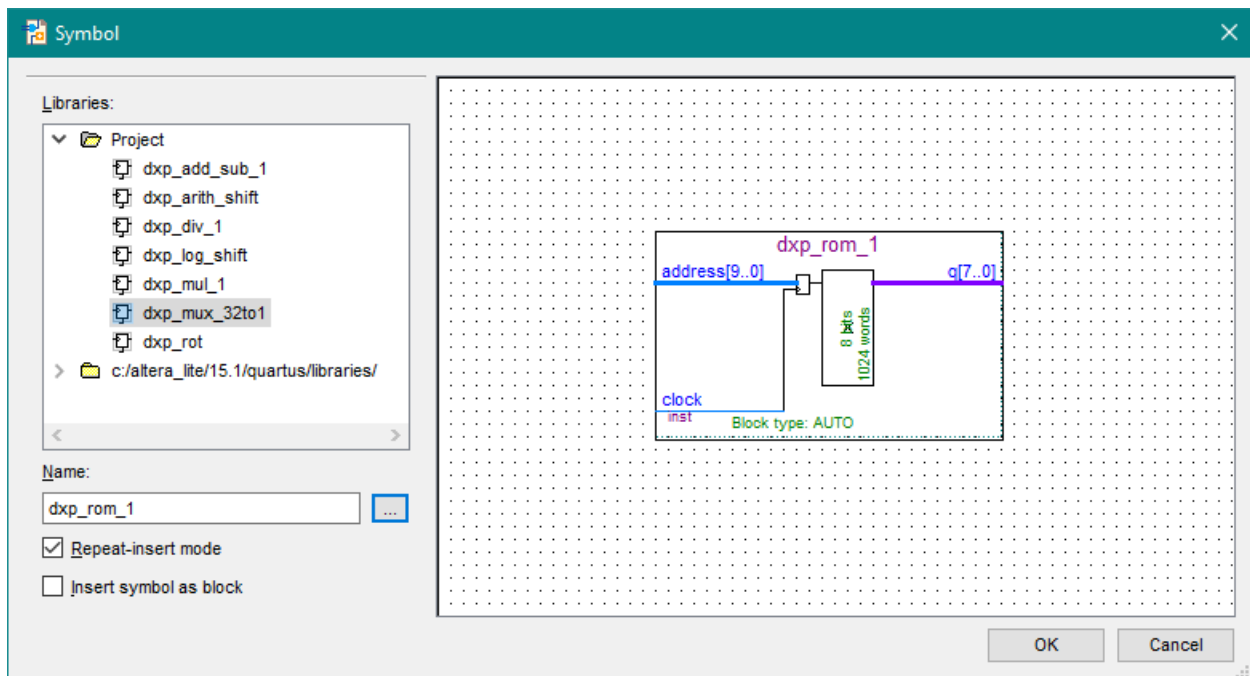 Symbol
Libraries:
Project
dxp_add_sub_1
dxp_arith_shift
dxp_div_1
dxp_log_shift
dxp_mul_1
dxp_mux_32to1
dxp_rot
c:/altera_lite/15.1/quartus/libraries/
Name:
dxp_rom_1
...
Repeat-insert mode
Insert symbol as block
dxp_rom_1
address[9..0]
q[7..0]
8 bits
1024 words
clock
inst
Block type: AUTO
OK
Cancel